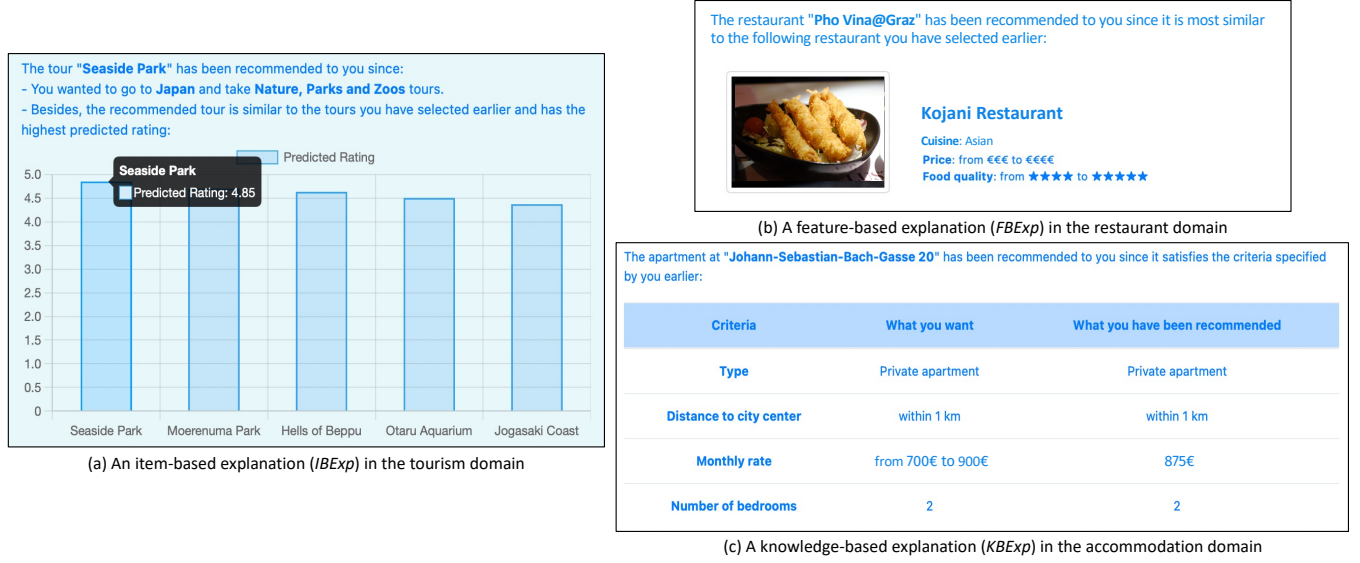 The tour "Seaside Park" has been recommended to you since:
- You wanted to go to Japan and take Nature, Parks and Zoos tours.
- Besides, the recommended tour is similar to the tours you have selected earlier and has the
highest predicted rating:
Predicted Rating
Seaside Park
Predicted Rating: 4.85
5.0
4.5
4.0
3.5
3.0
2.5
2.0
1.5
1.0
0.5
0
Seaside Park Moerenuma Park Hells of Beppu Otaru Aquarium Jogasaki Coast
(a) An item-based explanation (IBExp) in the tourism domain
The restaurant "Pho Vina@Graz" has been recommended to you since it is most similar
to the following restaurant you have selected earlier:
Kojani Restaurant
Cuisine: Asian
Price: from €€€ to €€€€
Food quality: from ★★★★ to ★★★★★
(b) A feature-based explanation (FBExp) in the restaurant domain
The apartment at "Johann-Sebastian-Bach-Gasse 20" has been recommended to you since it satisfies the criteria specified
by you earlier:
Criteria What you want What you have been recommended
Type Private apartment Private apartment
Distance to city center within 1 km within 1 km
Monthly rate from 700€ to 900€ 875€
Number of bedrooms 2 2
(c) A knowledge-based explanation (KBExp) in the accommodation domain